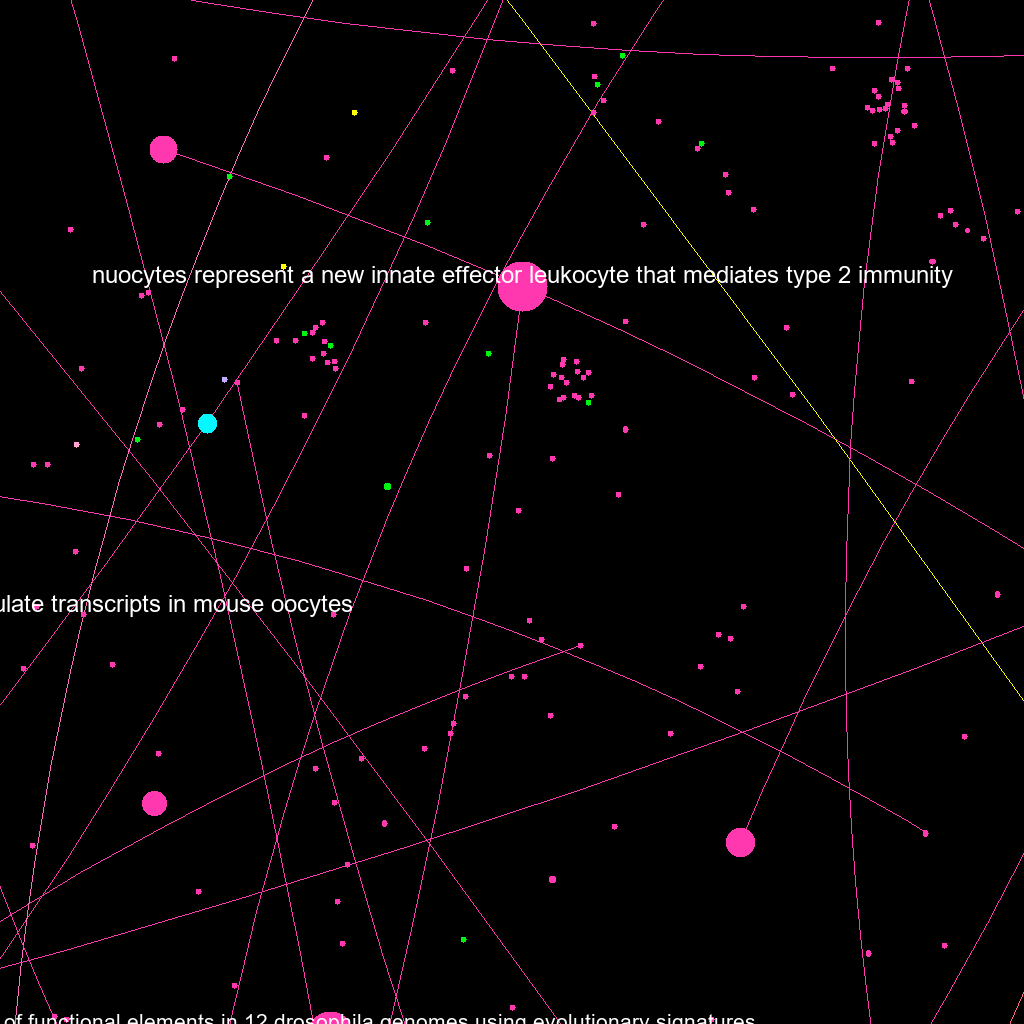 nuocytes represent a new innate effector leukocyte that mediates type 2 immunity
ulate transcripts in mouse oocytes
of functional elements in 12 drosophila genomes using evolutionary signatures